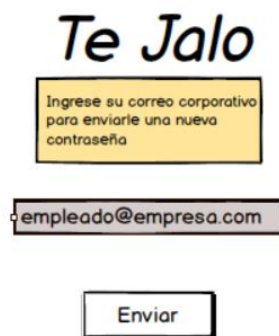 Te Jalo
Ingrese su correo corporativo
para enviarle una nueva
contraseña
empleado@empresa.com
Enviar